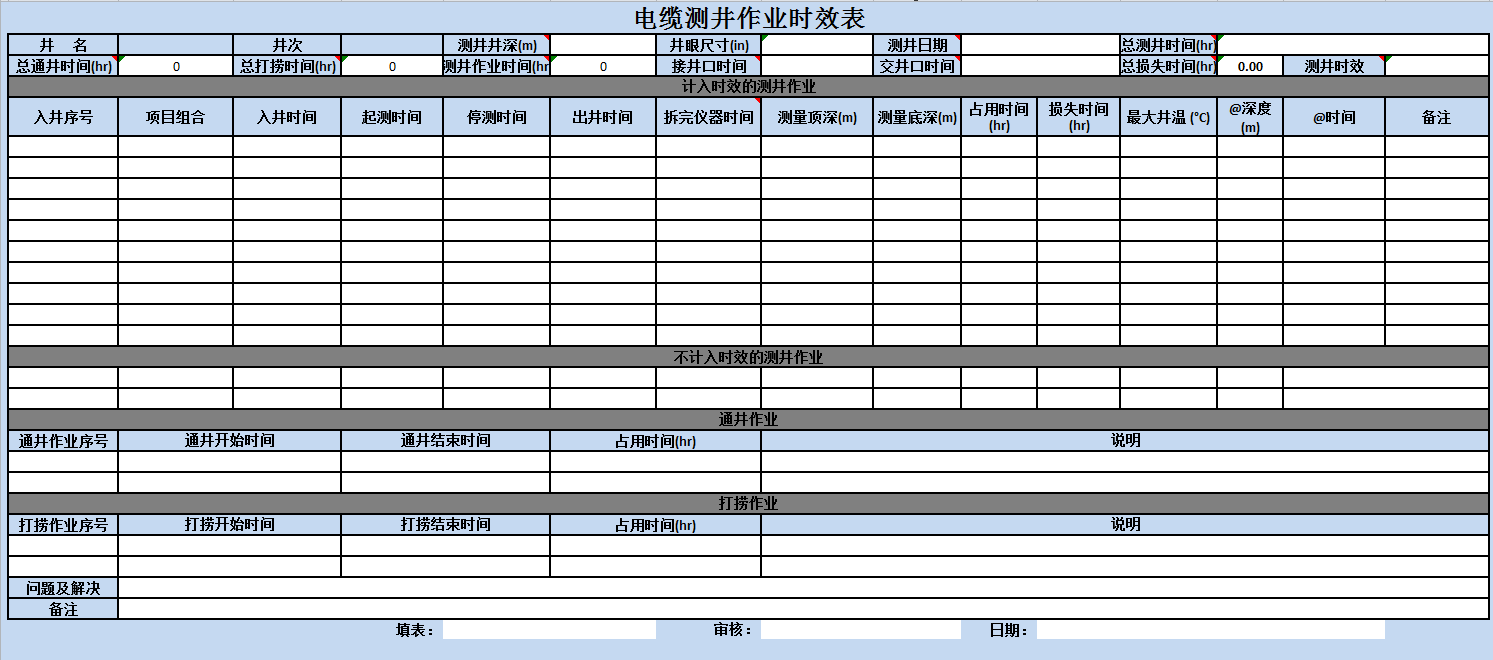 电缆测井作业时效表
井 名 井次 测井井深(m) 井眼尺寸(in) 测井日期 总测井时间(hr)
总通井时间(hr) 0 总打捞时间(hr) 0 测井作业时间(hr 0 接井口时间 交井口时间 总损失时间(hr) 0.00 测井时效
计入时效的测井作业
入井序号 项目组合 入井时间 起测时间 停测时间 出井时间 拆完仪器时间 测量顶深(m) 测量底深(m) 占用时间(hr) 损失时间(hr) 最大井温 (℃) @深度(m) @时间 备注
不计入时效的测井作业
通井作业
通井作业序号 通井开始时间 通井结束时间 占用时间(hr) 说明
打捞作业
打捞作业序号 打捞开始时间 打捞结束时间 占用时间(hr) 说明
问题及解决
备注
填表： 审核： 日期：